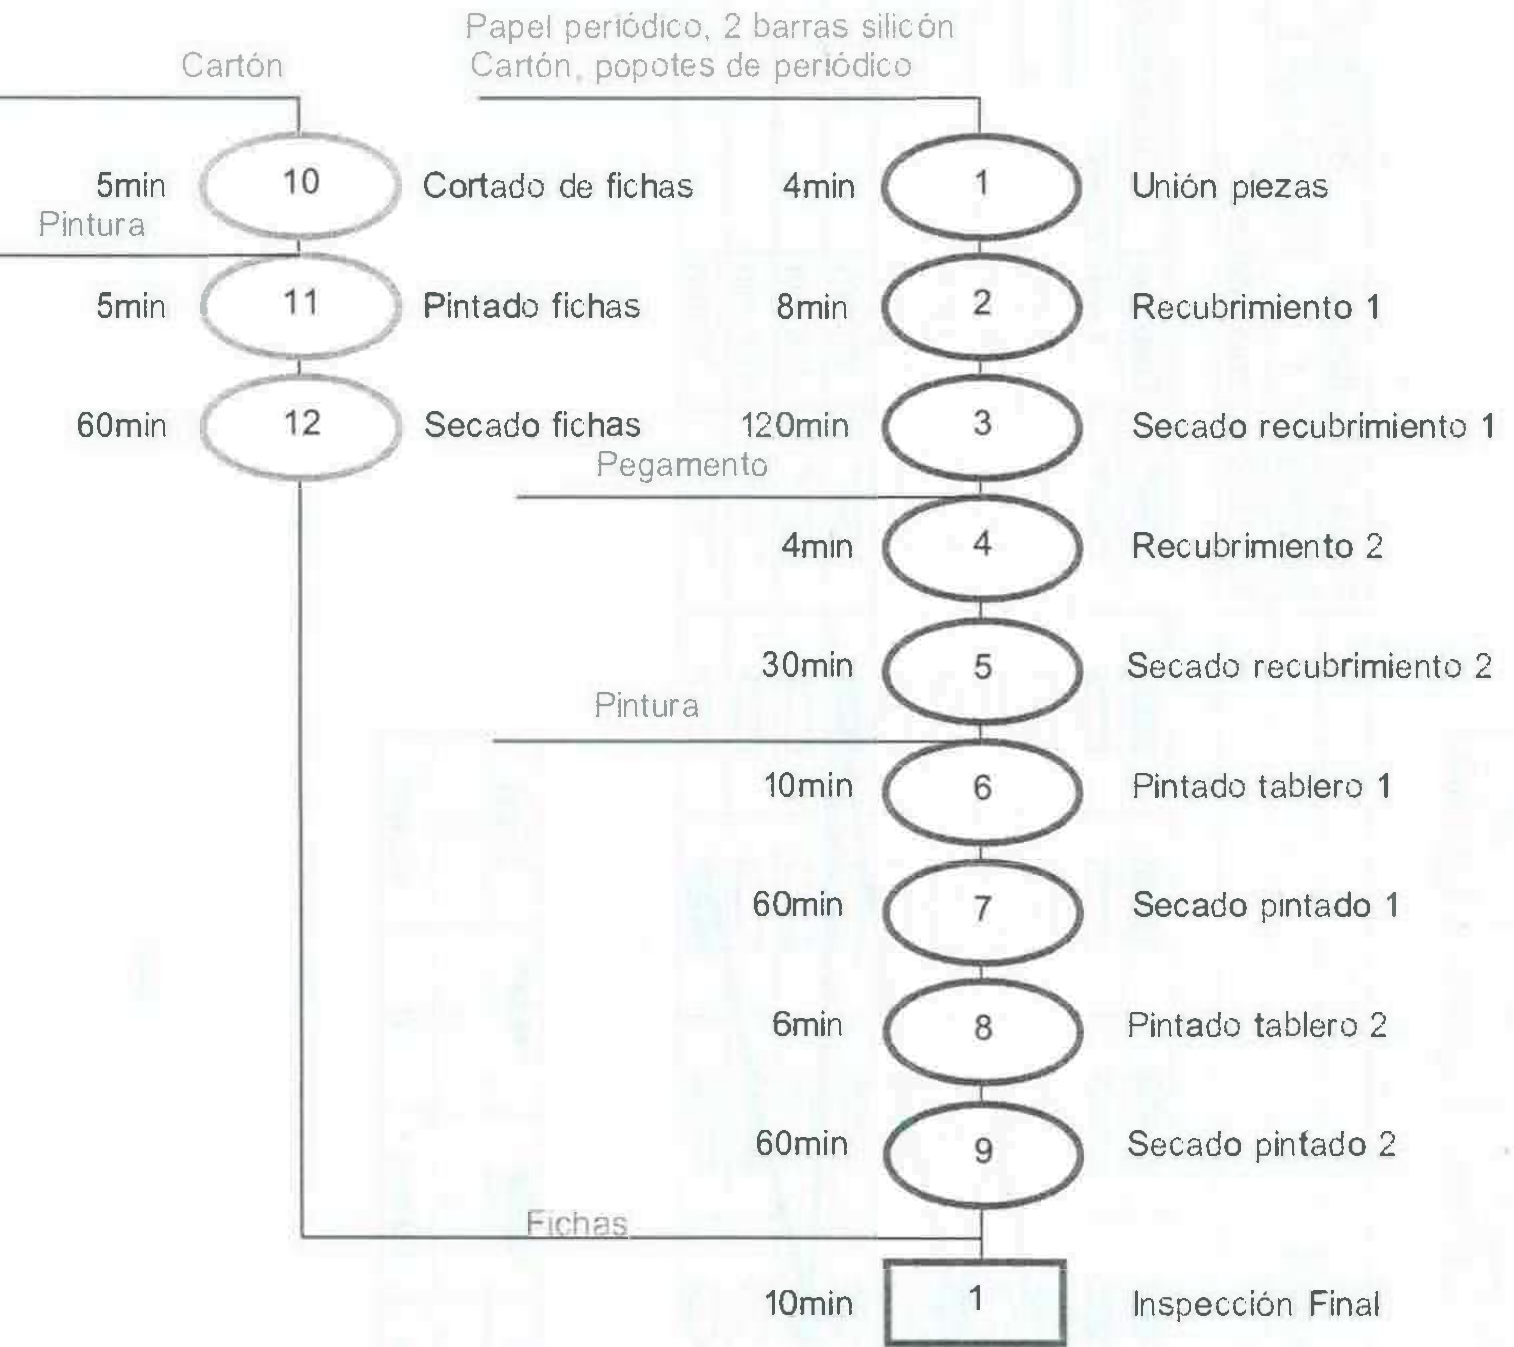 Papel periódico, 2 barras silicón
Cartón, popotes de periódico
Cartón
5min 10 Cortado de fichas
Pintura
5min 11 Pintado fichas
60min 12 Secado fichas
4min 1 Unión piezas
8min 2 Recubrimiento 1
120min 3 Secado recubrimiento 1
Pegamento
4min 4 Recubrimiento 2
30min 5 Secado recubrimiento 2
Pintura
10min 6 Pintado tablero 1
60min 7 Secado pintado 1
6min 8 Pintado tablero 2
60min 9 Secado pintado 2
Fichas
10min 1 Inspección Final